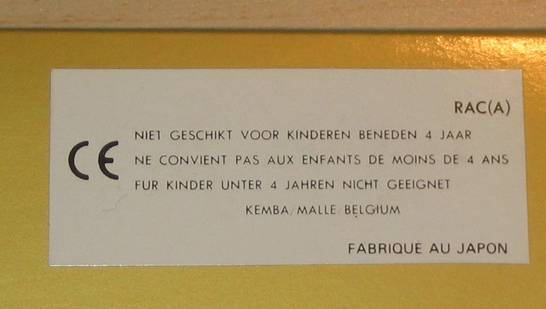 RAC(A)
CE
NIET GESCHIKT VOOR KINDEREN BENEDEN 4 JAAR
NE CONVIENT PAS AUX ENFANTS DE MOINS DE 4 ANS
FUR KINDER UNTER 4 JAHREN NICHT GEEIGNET
KEMBA/MALLE/BELGIUM
FABRIQUE AU JAPON